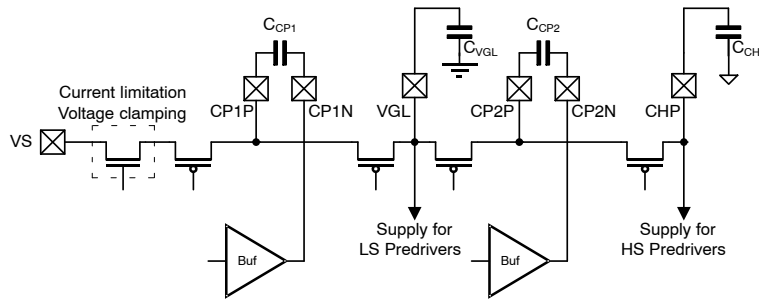 C_CP1
C_VGL
C_CP2
C_CH
Current limitation
Voltage clamping
CP1P
CP1N
VGL
CP2P
CP2N
CHP
VS
Supply for
LS Predrivers
Supply for
HS Predrivers
Buf
Buf